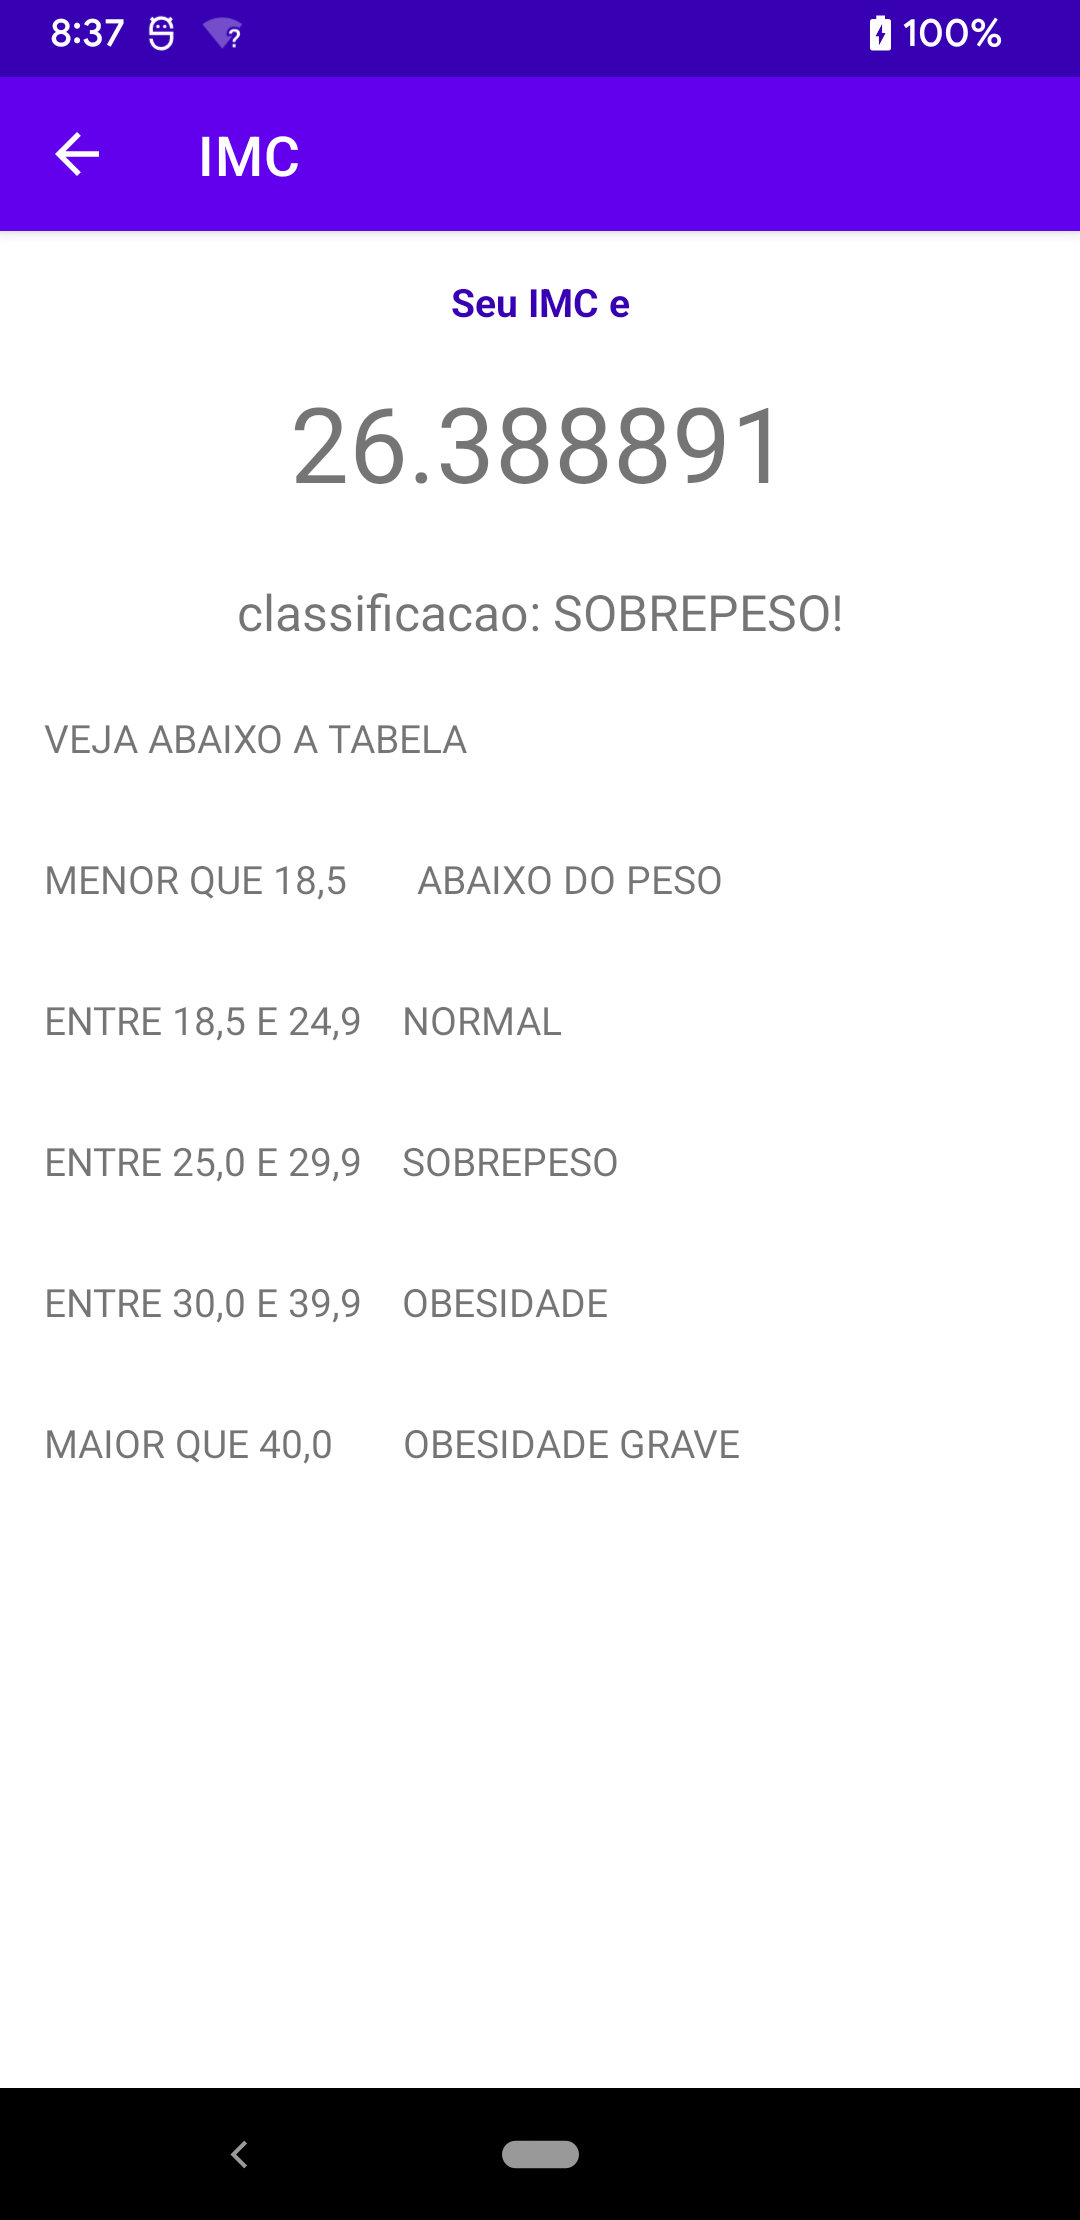 8:37 100%
IMC
Seu IMC e
26.388891
classificacao: SOBREPESO!
VEJA ABAIXO A TABELA
MENOR QUE 18,5 ABAIXO DO PESO
ENTRE 18,5 E 24,9 NORMAL
ENTRE 25,0 E 29,9 SOBREPESO
ENTRE 30,0 E 39,9 OBESIDADE
MAIOR QUE 40,0 OBESIDADE GRAVE